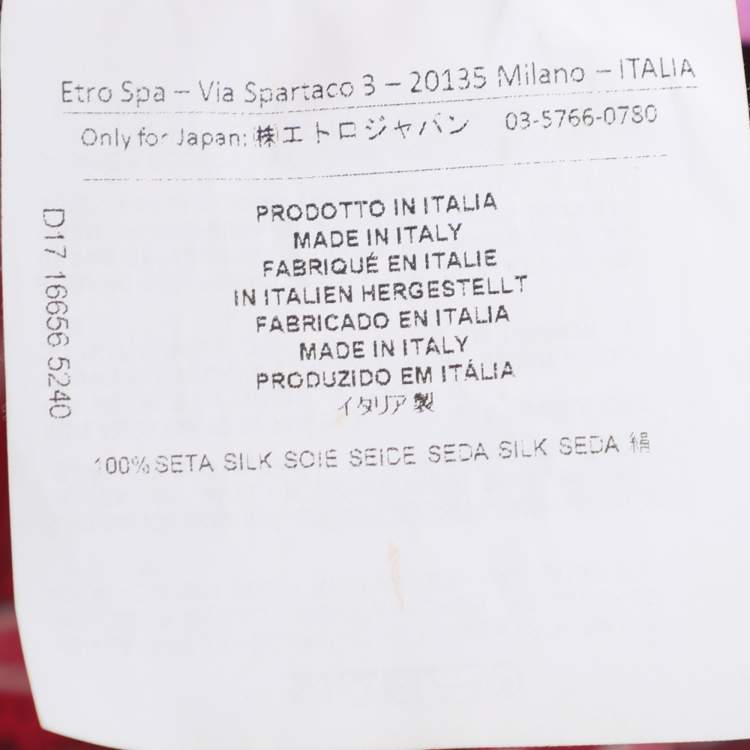 Etro Spa – Via Spartaco 3 – 20135 Milano – ITALIA
Only for Japan: ㈱エトロジャパン 03-5766-0780
D17 16656 5240
PRODOTTO IN ITALIA
MADE IN ITALY
FABRIQUÉ EN ITALIE
IN ITALIEN HERGESTELLT
FABRICADO EN ITALIA
MADE IN ITALY
PRODUZIDO EM ITÁLIA
イタリア製
100% SETA SILK SOIE SEIDE SEDA SILK SEDA 絹